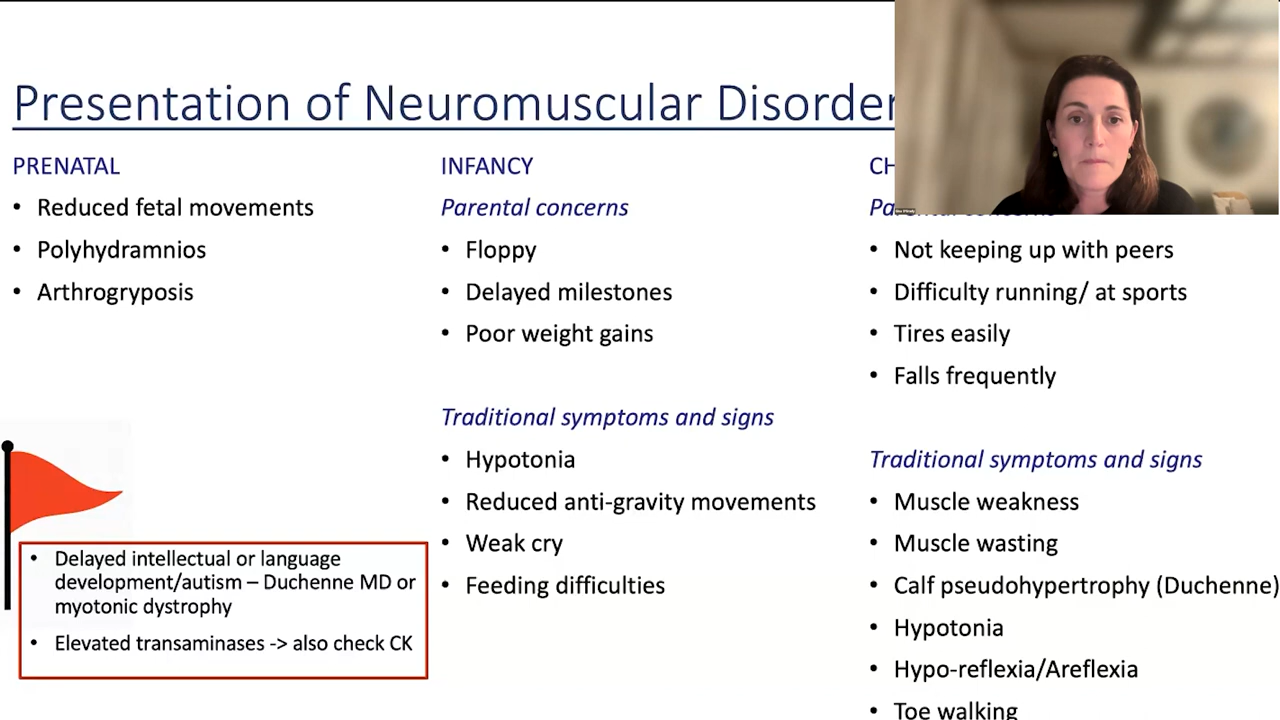 Presentation of Neuromuscular Disorder
PRENATAL
• Reduced fetal movements
• Polyhydramnios
• Arthrogryposis
INFANCY
Parental concerns
• Floppy
• Delayed milestones
• Poor weight gains
Traditional symptoms and signs
• Hypotonia
• Reduced anti-gravity movements
• Weak cry
• Feeding difficulties
CH
• Not keeping up with peers
• Difficulty running/ at sports
• Tires easily
• Falls frequently
Traditional symptoms and signs
• Muscle weakness
• Muscle wasting
• Calf pseudohypertrophy (Duchenne)
• Hypotonia
• Hypo-reflexia/Areflexia
• Toe walking
• Delayed intellectual or language
development/autism – Duchenne MD or
myotonic dystrophy
• Elevated transaminases -> also check CK